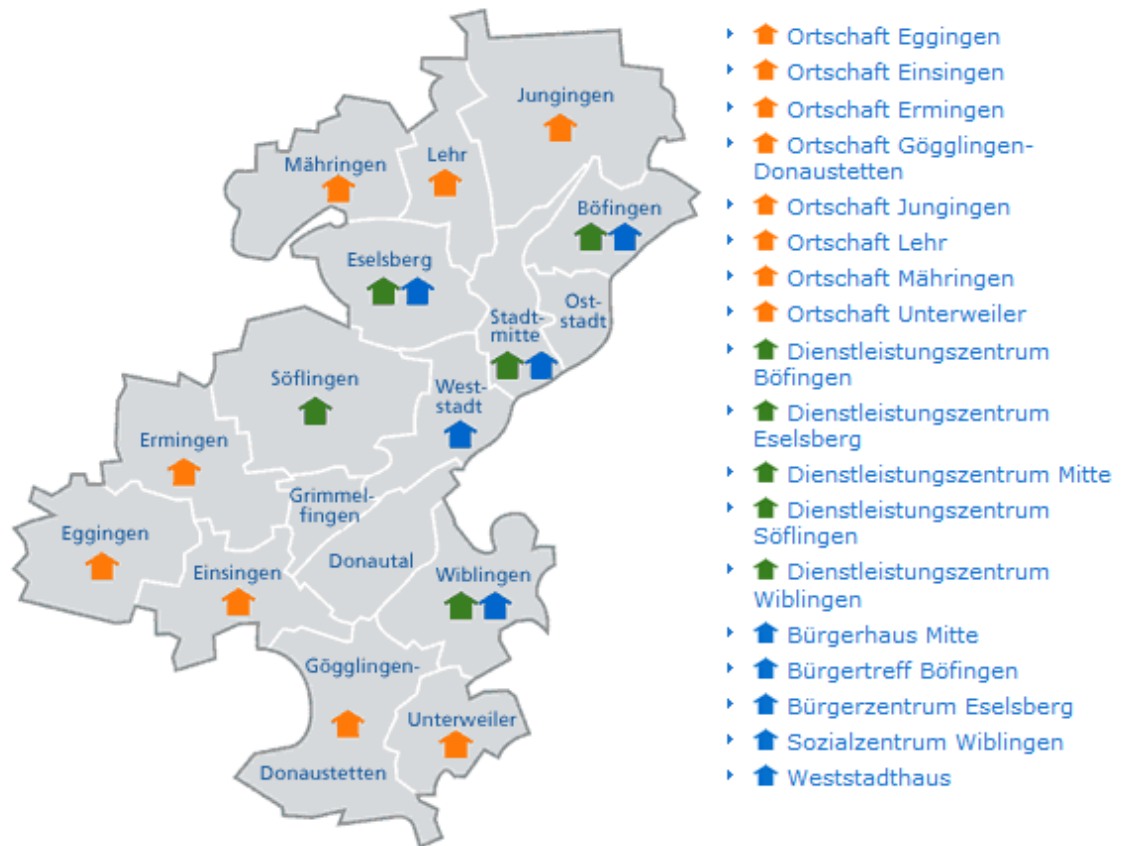 Jungingen
Lehr
Mähringen
Böfingen
Eselsberg
Ost-
stadt
Stadt-
mitte
Söflingen
West-
stadt
Ermingen
Grimmel-
fingen
Eggingen
Donautal
Einsingen
Wiblingen
Gögglingen-
Unterweiler
Donaustetten
Ortschaft Eggingen
Ortschaft Einsingen
Ortschaft Ermingen
Ortschaft Gögglingen-
Donaustetten
Ortschaft Jungingen
Ortschaft Lehr
Ortschaft Mähringen
Ortschaft Unterweiler
Dienstleistungszentrum
Böfingen
Dienstleistungszentrum
Eselsberg
Dienstleistungszentrum Mitte
Dienstleistungszentrum
Söflingen
Dienstleistungszentrum
Wiblingen
Bürgerhaus Mitte
Bürgertreff Böfingen
Bürgerzentrum Eselsberg
Sozialzentrum Wiblingen
Weststadthaus